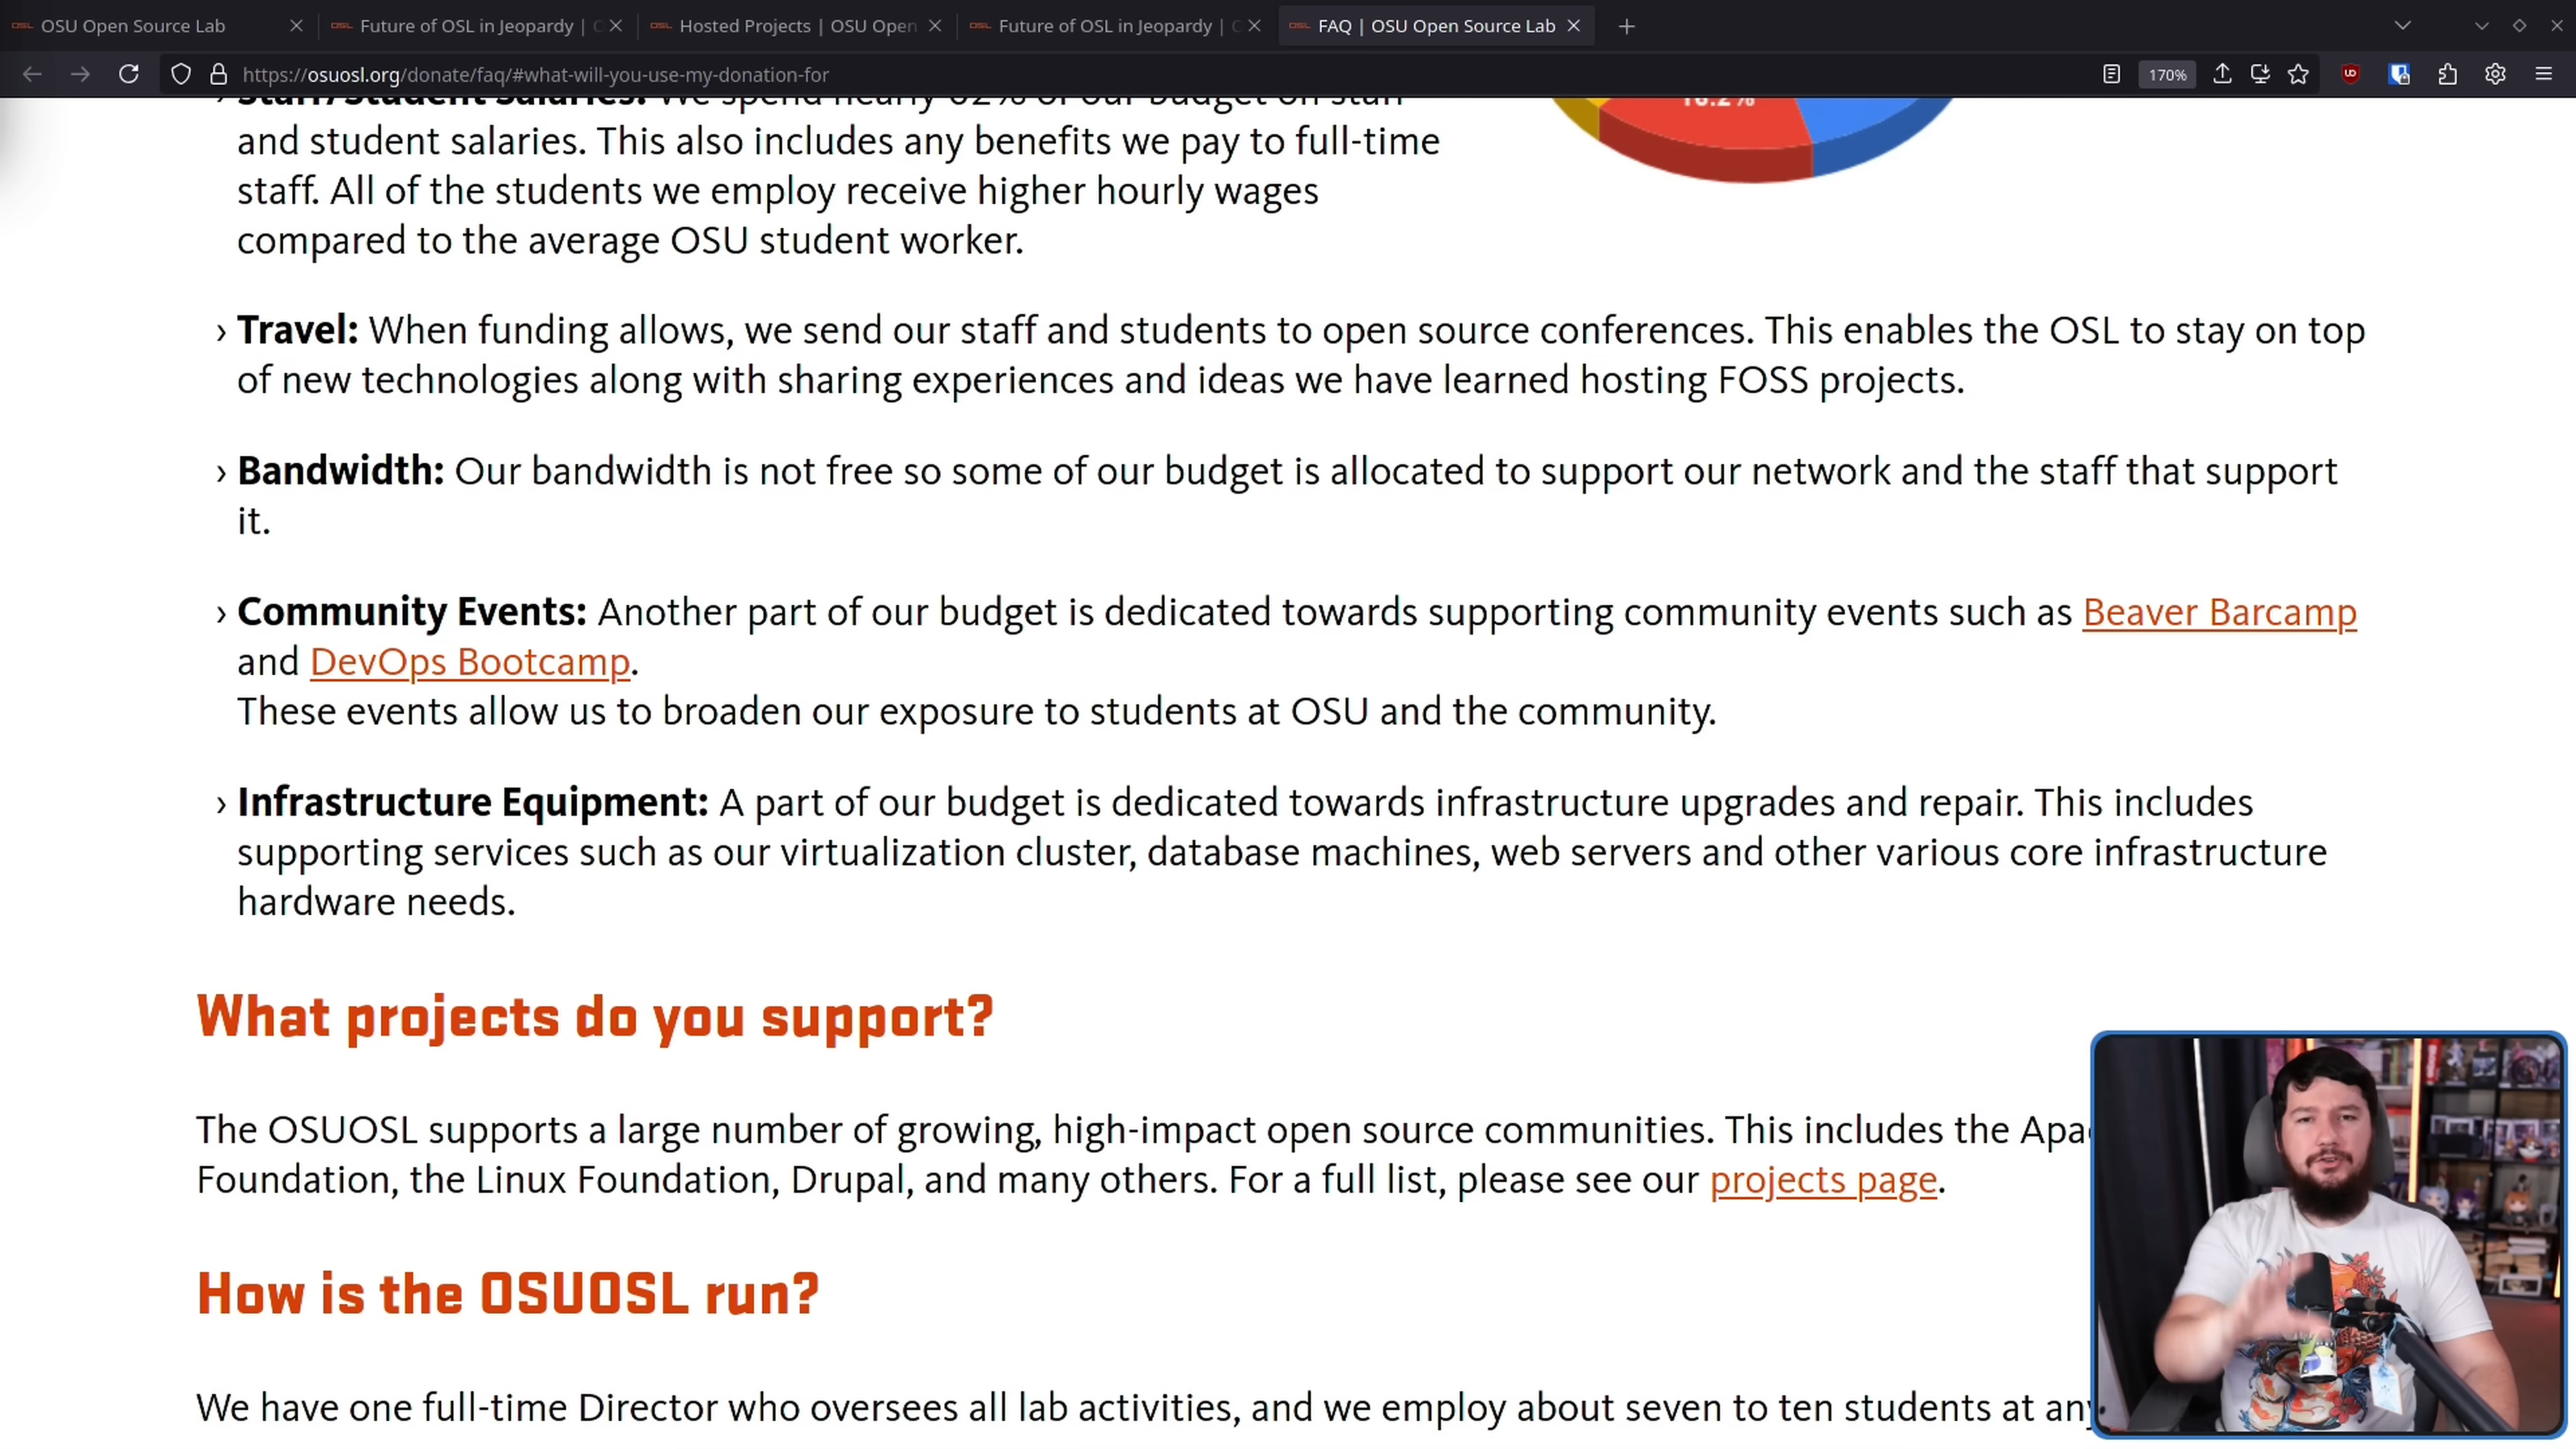 OSU Open Source Lab
Future of OSL in Jeopardy |
Hosted Projects | OSU Open
Future of OSL in Jeopardy |
FAQ | OSU Open Source Lab
https://osuosl.org/donate/faq/#what-will-you-use-my-donation-for
170%
Staff/Student Salaries: We spend nearly 62% of our budget on staff
and student salaries. This also includes any benefits we pay to full-time
staff. All of the students we employ receive higher hourly wages
compared to the average OSU student worker.
› Travel: When funding allows, we send our staff and students to open source conferences. This enables the OSL to stay on top
of new technologies along with sharing experiences and ideas we have learned hosting FOSS projects.
› Bandwidth: Our bandwidth is not free so some of our budget is allocated to support our network and the staff that support
it.
› Community Events: Another part of our budget is dedicated towards supporting community events such as Beaver Barcamp
and DevOps Bootcamp.
These events allow us to broaden our exposure to students at OSU and the community.
› Infrastructure Equipment: A part of our budget is dedicated towards infrastructure upgrades and repair. This includes
supporting services such as our virtualization cluster, database machines, web servers and other various core infrastructure
hardware needs.
What projects do you support?
The OSUOSL supports a large number of growing, high-impact open source communities. This includes the
Foundation, the Linux Foundation, Drupal, and many others. For a full list, please see our projects page.
How is the OSUOSL run?
We have one full-time Director who oversees all lab activities, and we employ about seven to ten students at any